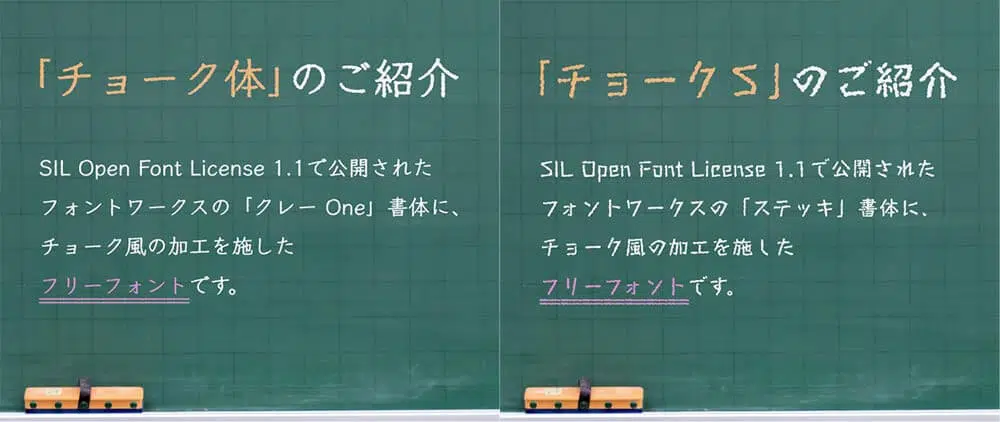 「チョーク体」のご紹介
SIL Open Font License 1.1で公開された
フォントワークスの「クレー One」書体に、
チョーク風の加工を施した
フリーフォントです。
「チョークS」のご紹介
SIL Open Font License 1.1で公開された
フォントワークスの「ステッキ」書体に、
チョーク風の加工を施した
フリーフォントです。